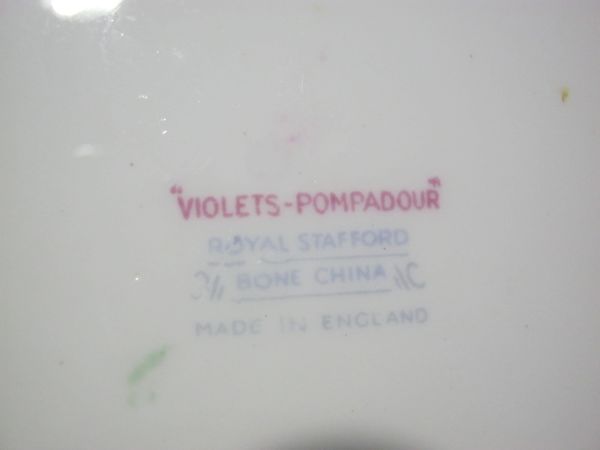 "VIOLETS-POMPADOUR"
ROYAL STAFFORD
BONE CHINA
MADE IN ENGLAND